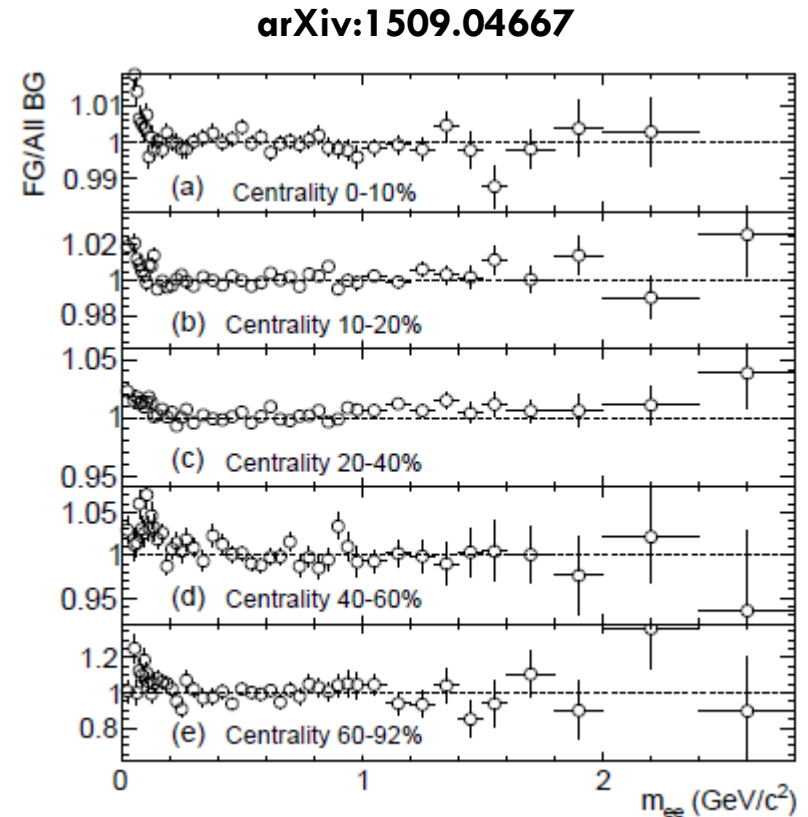 arXiv:1509.04667
FG/All BG
1.01
1
0.99
(a) Centrality 0-10%
1.02
1
0.98
(b) Centrality 10-20%
1.05
1
0.95
(c) Centrality 20-40%
1.05
1
0.95
(d) Centrality 40-60%
1.2
1
0.8
(e) Centrality 60-92%
0 1 2
m_ee (GeV/c²)